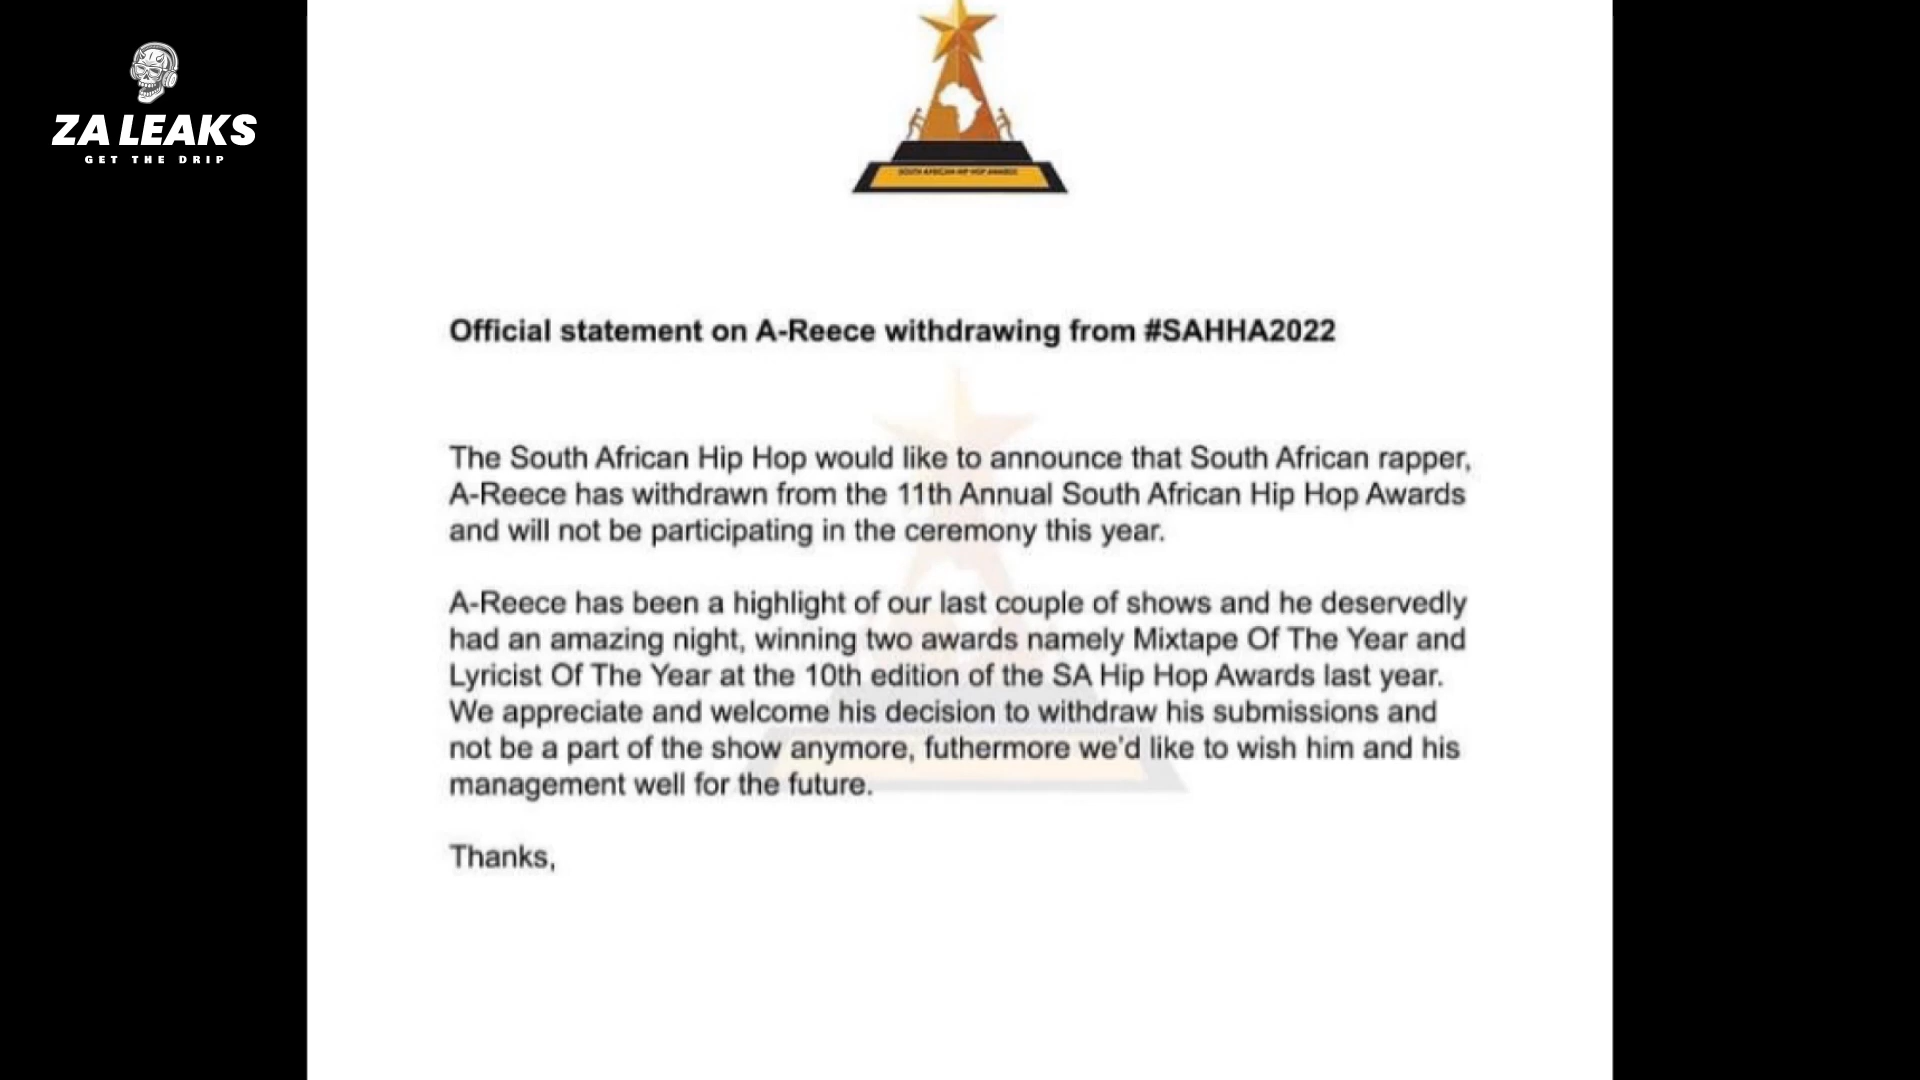 ZA LEAKS
GET THE DRIP
SOUTH AFRICAN HIP HOP AWARDS
Official statement on A-Reece withdrawing from #SAHHA2022
The South African Hip Hop would like to announce that South African rapper,
A-Reece has withdrawn from the 11th Annual South African Hip Hop Awards
and will not be participating in the ceremony this year.
A-Reece has been a highlight of our last couple of shows and he deservedly
had an amazing night, winning two awards namely Mixtape Of The Year and
Lyricist Of The Year at the 10th edition of the SA Hip Hop Awards last year.
We appreciate and welcome his decision to withdraw his submissions and
not be a part of the show anymore, futhermore we'd like to wish him and his
management well for the future.
Thanks,